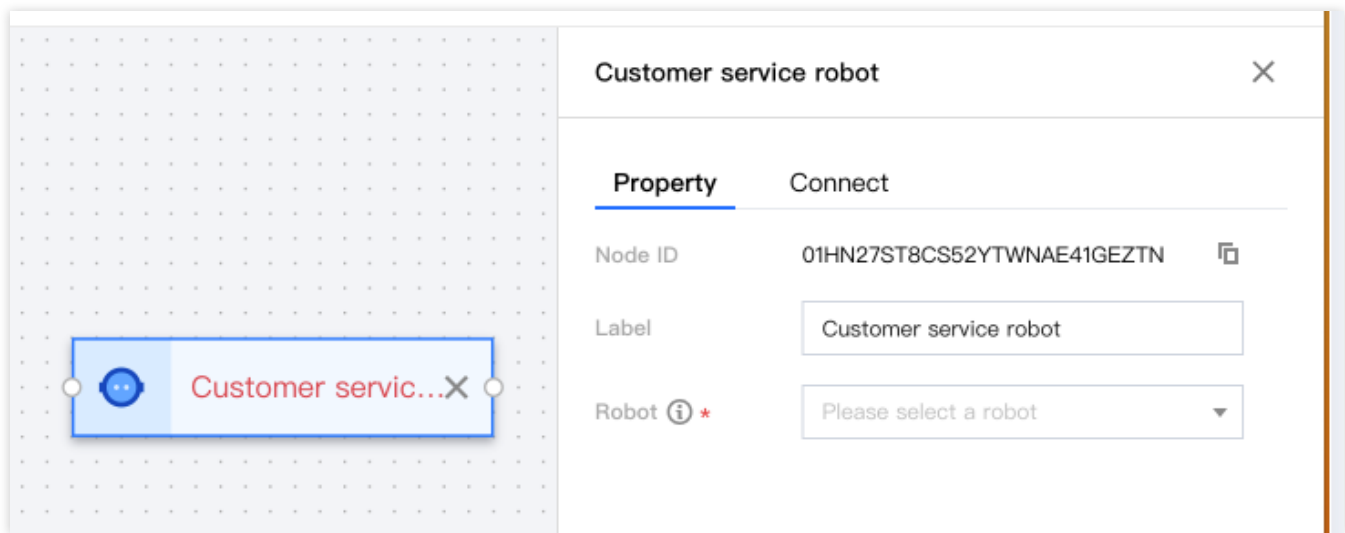 Customer service robot
Property Connect
Node ID 01HN27ST8CS52YTWNAE41GEZTN
Label Customer service robot
Customer servic...
Robot * Please select a robot